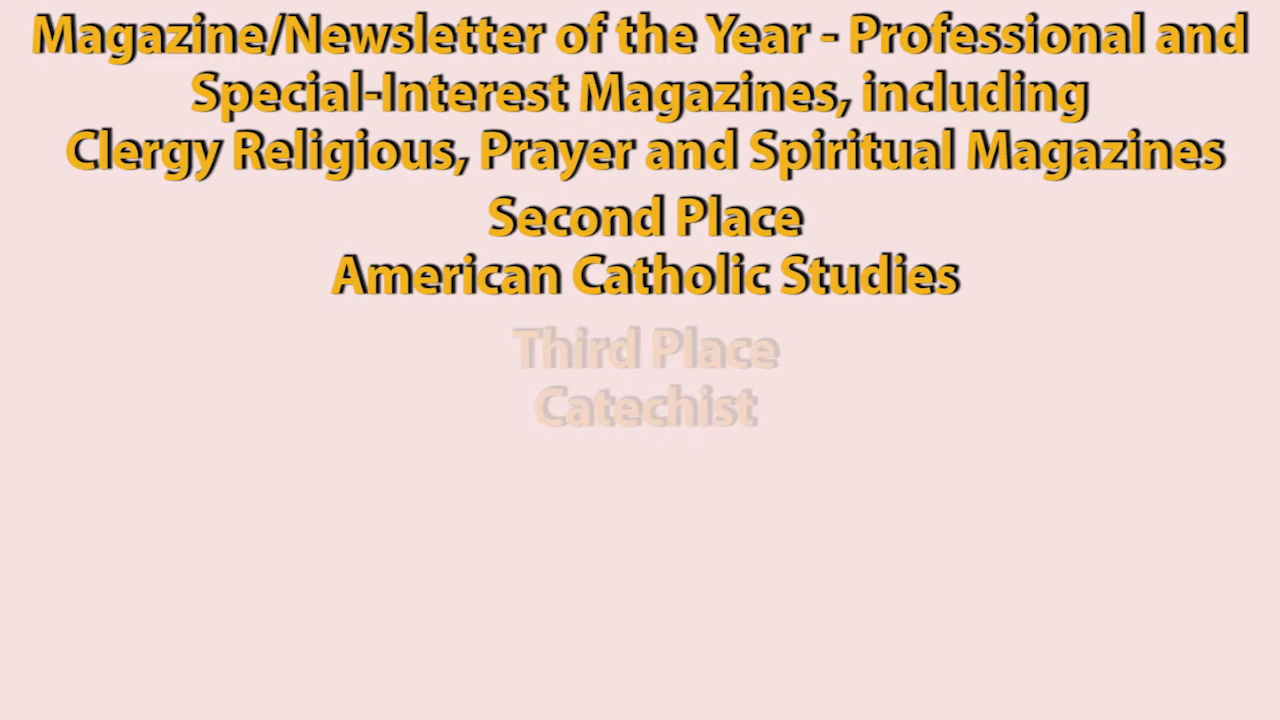 Magazine/Newsletter of the Year - Professional and
Special-Interest Magazines, including
Clergy Religious, Prayer and Spiritual Magazines
Second Place
American Catholic Studies
Third Place
Catechist